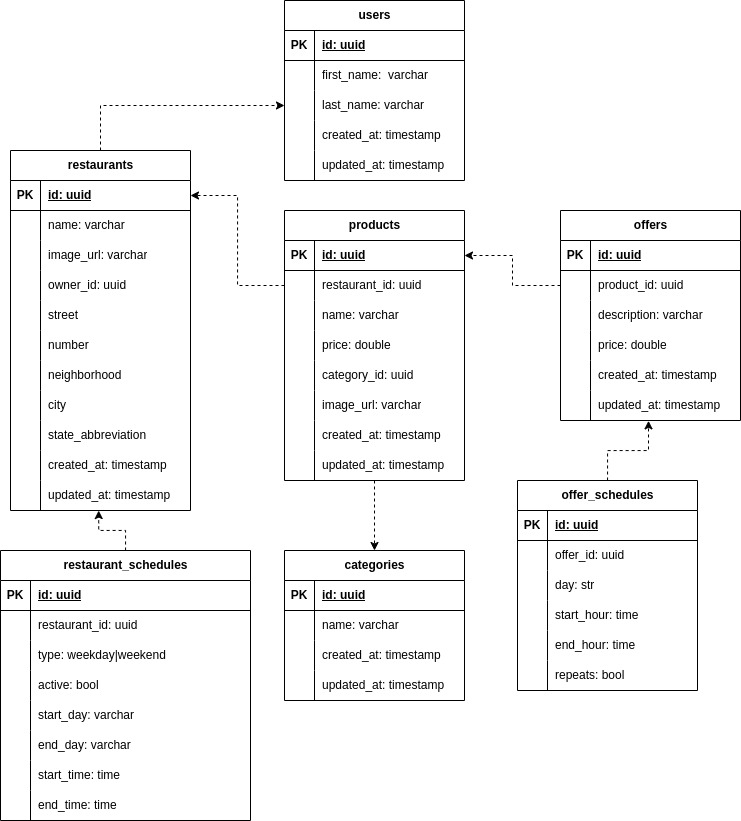 users
PK id: uuid
first_name: varchar
last_name: varchar
created_at: timestamp
updated_at: timestamp
restaurants
PK id: uuid
name: varchar
image_url: varchar
owner_id: uuid
street
number
neighborhood
city
state_abbreviation
created_at: timestamp
updated_at: timestamp
products
PK id: uuid
restaurant_id: uuid
name: varchar
price: double
category_id: uuid
image_url: varchar
created_at: timestamp
updated_at: timestamp
offers
PK id: uuid
product_id: uuid
description: varchar
price: double
created_at: timestamp
updated_at: timestamp
restaurant_schedules
PK id: uuid
restaurant_id: uuid
type: weekday|weekend
active: bool
start_day: varchar
end_day: varchar
start_time: time
end_time: time
categories
PK id: uuid
name: varchar
created_at: timestamp
updated_at: timestamp
offer_schedules
PK id: uuid
offer_id: uuid
day: str
start_hour: time
end_hour: time
repeats: bool